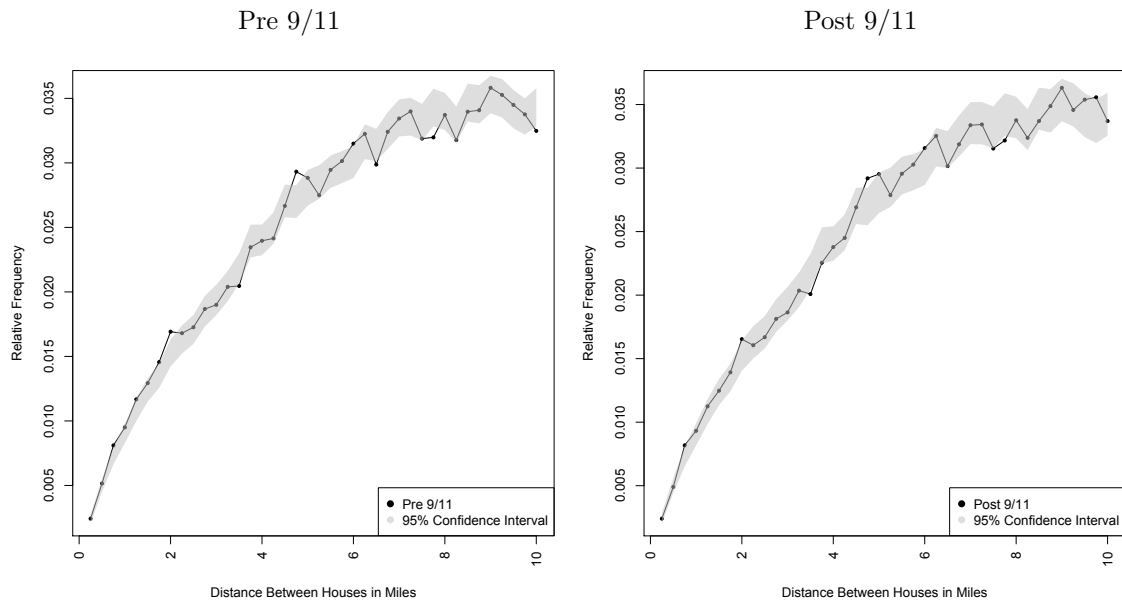 Pre 9/11
Relative Frequency
0.035
0.030
0.025
0.020
0.015
0.010
0.005
Pre 9/11
95% Confidence Interval
0 2 4 6 8 10
Distance Between Houses in Miles
Post 9/11
Relative Frequency
0.035
0.030
0.025
0.020
0.015
0.010
0.005
Post 9/11
95% Confidence Interval
0 2 4 6 8 10
Distance Between Houses in Miles